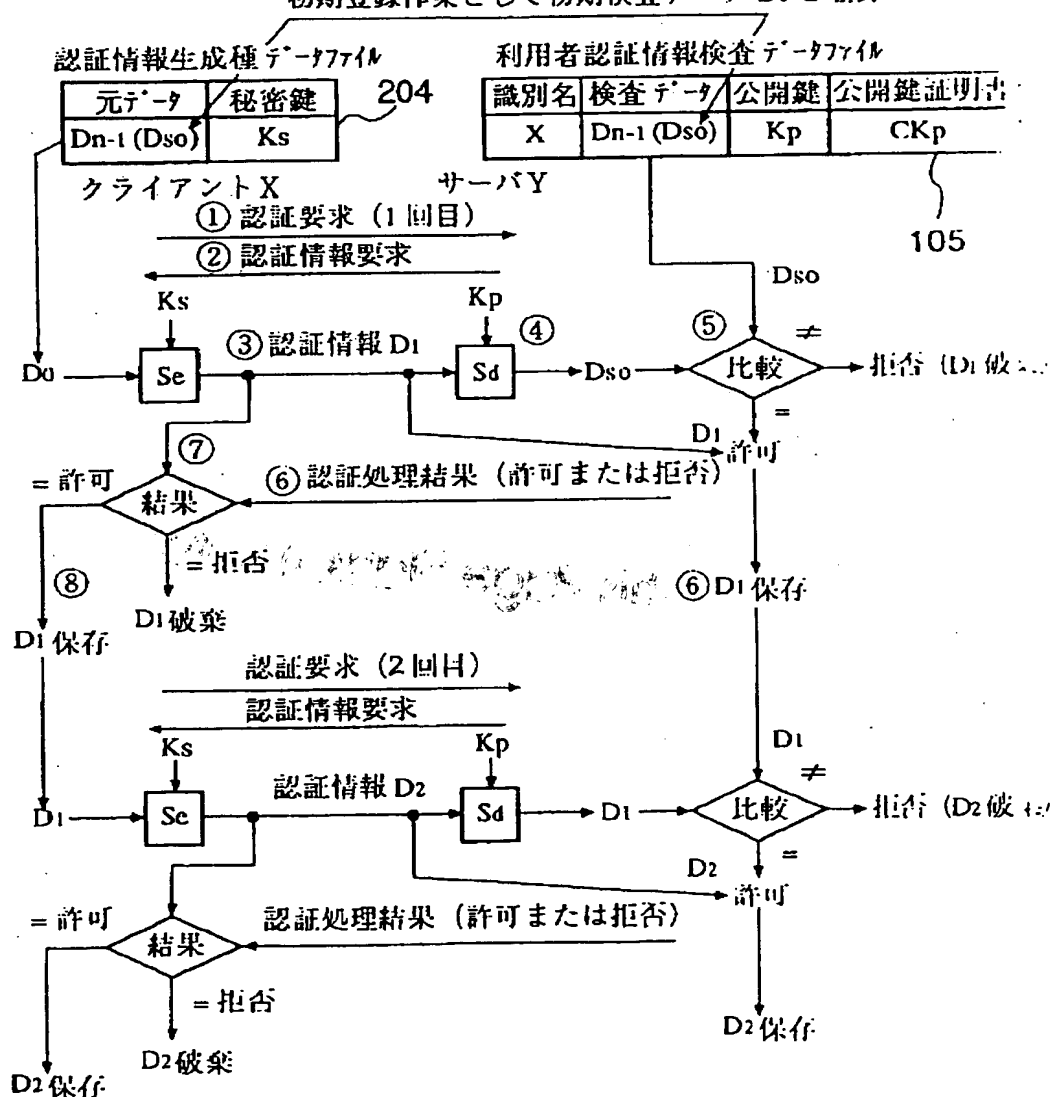 認証情報生成種データファイル
利用者認証情報検査データファイル
元データ 秘密鍵
204
Dn-1 (Dso) Ks
識別名 検査データ 公開鍵 公開鍵証明書
X Dn-1 (Dso) Kp CKp
105
クライアントX サーバY
① 認証要求 (1回目)
② 認証情報要求
Dso
Ks Kp
③ 認証情報 D1
④
⑤
≠
D0 Se Sd Dso 比較
拒否 (D1 破
=
D1 許可
⑦
= 許可
⑥ 認証処理結果 (許可または拒否)
結果
= 拒否
⑧
⑥ D1 保存
D1 破棄
D1 保存
認証要求 (2回目)
認証情報要求
D1
Ks Kp
認証情報 D2
≠
D1 Se Sd D1 比較
拒否 (D2 破
=
D2 許可
= 許可
認証処理結果 (許可または拒否)
結果
= 拒否
D2 保存
D2 破棄
D2 保存